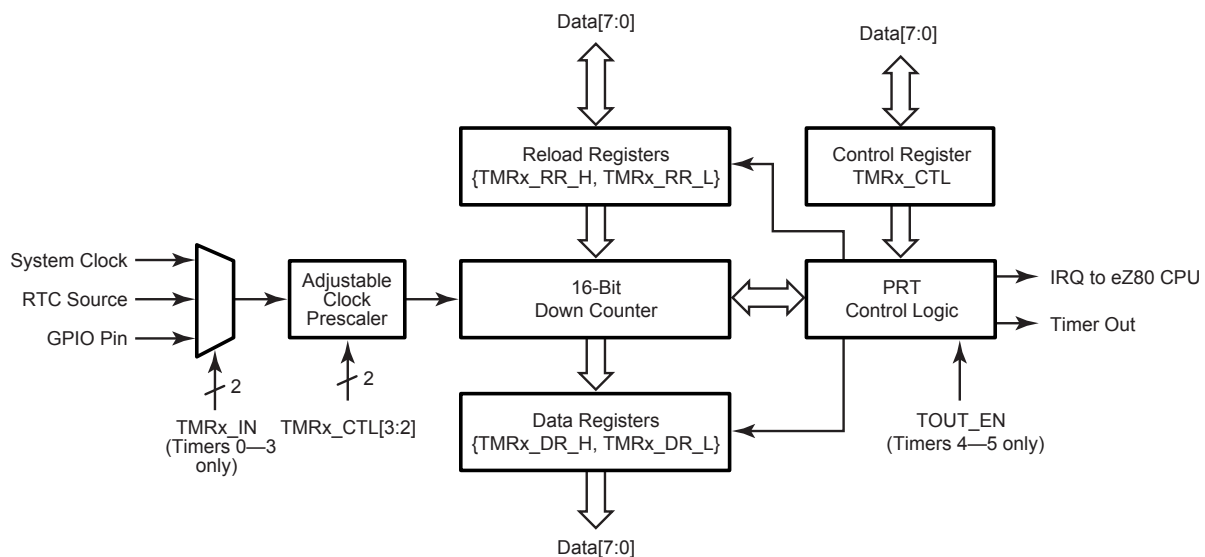 Data[7:0]
Data[7:0]
Reload Registers
{TMRx_RR_H, TMRx_RR_L}
Control Register
TMRx_CTL
System Clock
RTC Source
GPIO Pin
Adjustable
Clock
Prescaler
16-Bit
Down Counter
PRT
Control Logic
IRQ to eZ80 CPU
Timer Out
2
TMRx_IN
(Timers 0—3
only)
2
TMRx_CTL[3:2]
Data Registers
{TMRx_DR_H, TMRx_DR_L}
TOUT_EN
(Timers 4—5 only)
Data[7:0]